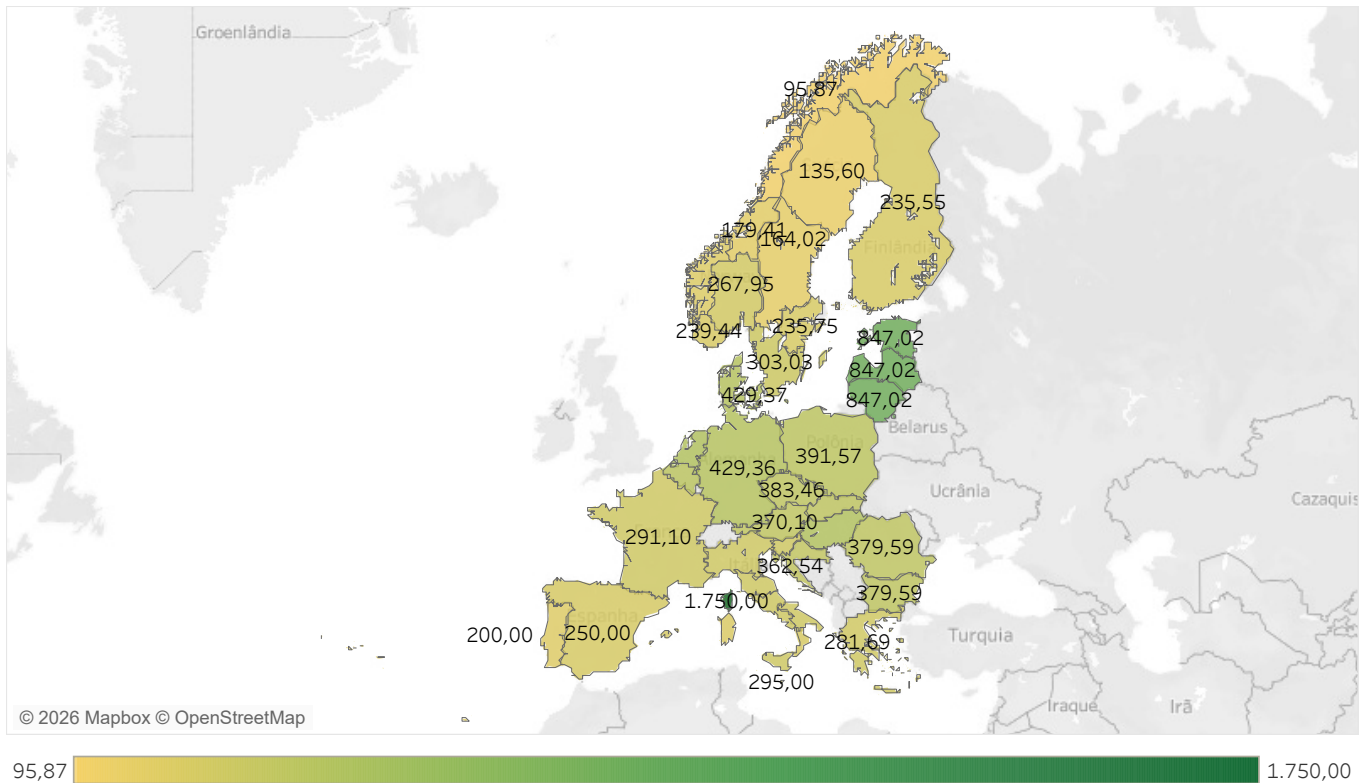 Groenlândia
95,87
135,60
235,55
179,41
164,02
Finlândia
267,95
239,44
235,75
847,02
303,03
847,02
429,37
847,02
Belarus
Polônia
391,57
429,36
383,46
Ucrânia
Cazaquis
370,10
291,10
379,59
362,54
379,59
1.750,00
Espanha
200,00
250,00
281,69
Turquia
295,00
Iraque
Irã
© 2026 Mapbox © OpenStreetMap
95,87
1.750,00